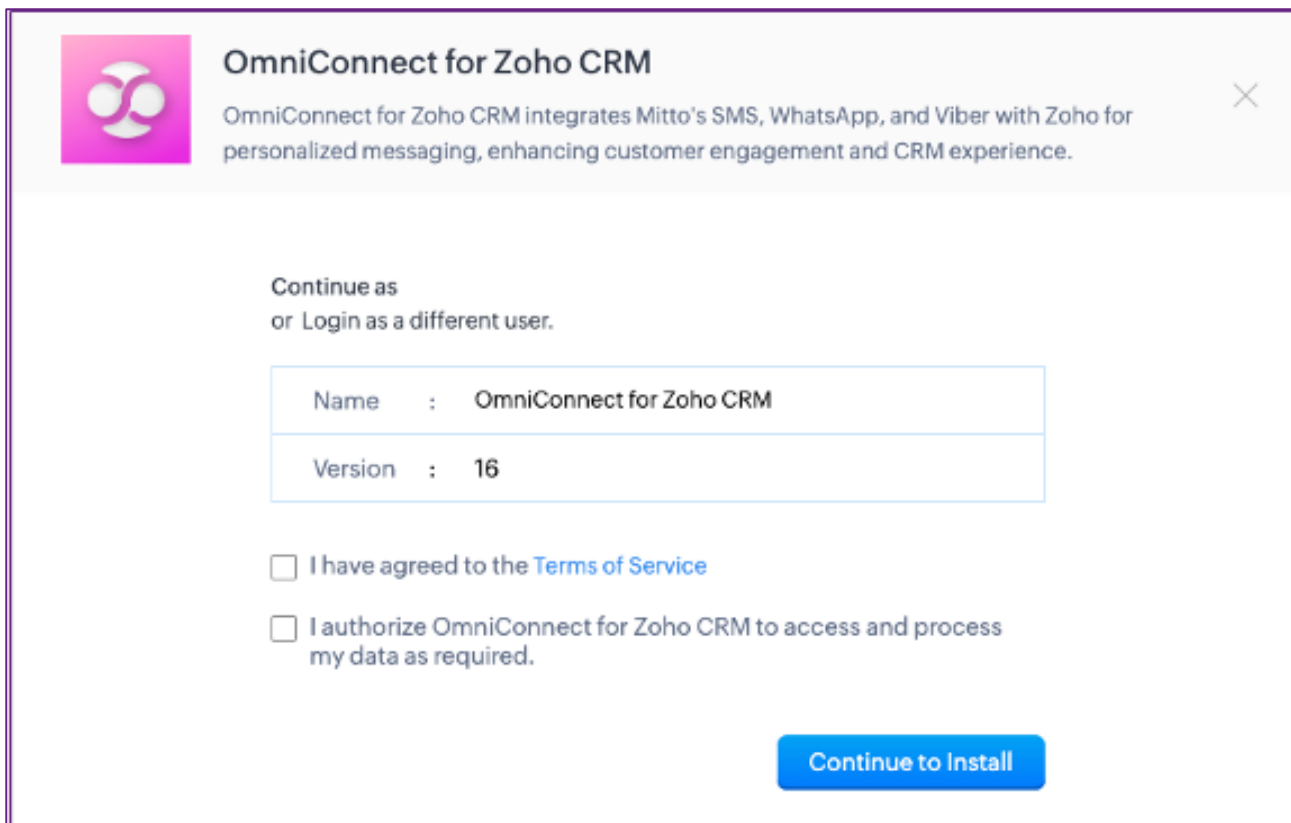 OmniConnect for Zoho CRM
OmniConnect for Zoho CRM integrates Mitto's SMS, WhatsApp, and Viber with Zoho for
personalized messaging, enhancing customer engagement and CRM experience.
Continue as
or Login as a different user.
Name : OmniConnect for Zoho CRM
Version : 16
I have agreed to the Terms of Service
I authorize OmniConnect for Zoho CRM to access and process
my data as required.
Continue to Install